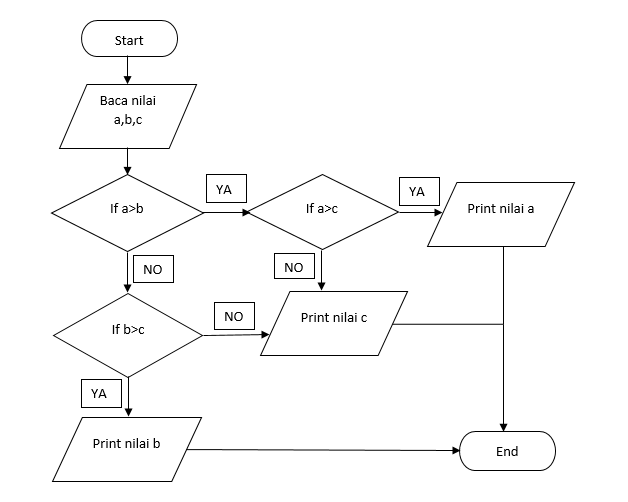 Start
Baca nilai
a,b,c
If a>b
YA
If a>c
YA
Print nilai a
NO
NO
If b>c
NO
Print nilai c
YA
Print nilai b
End